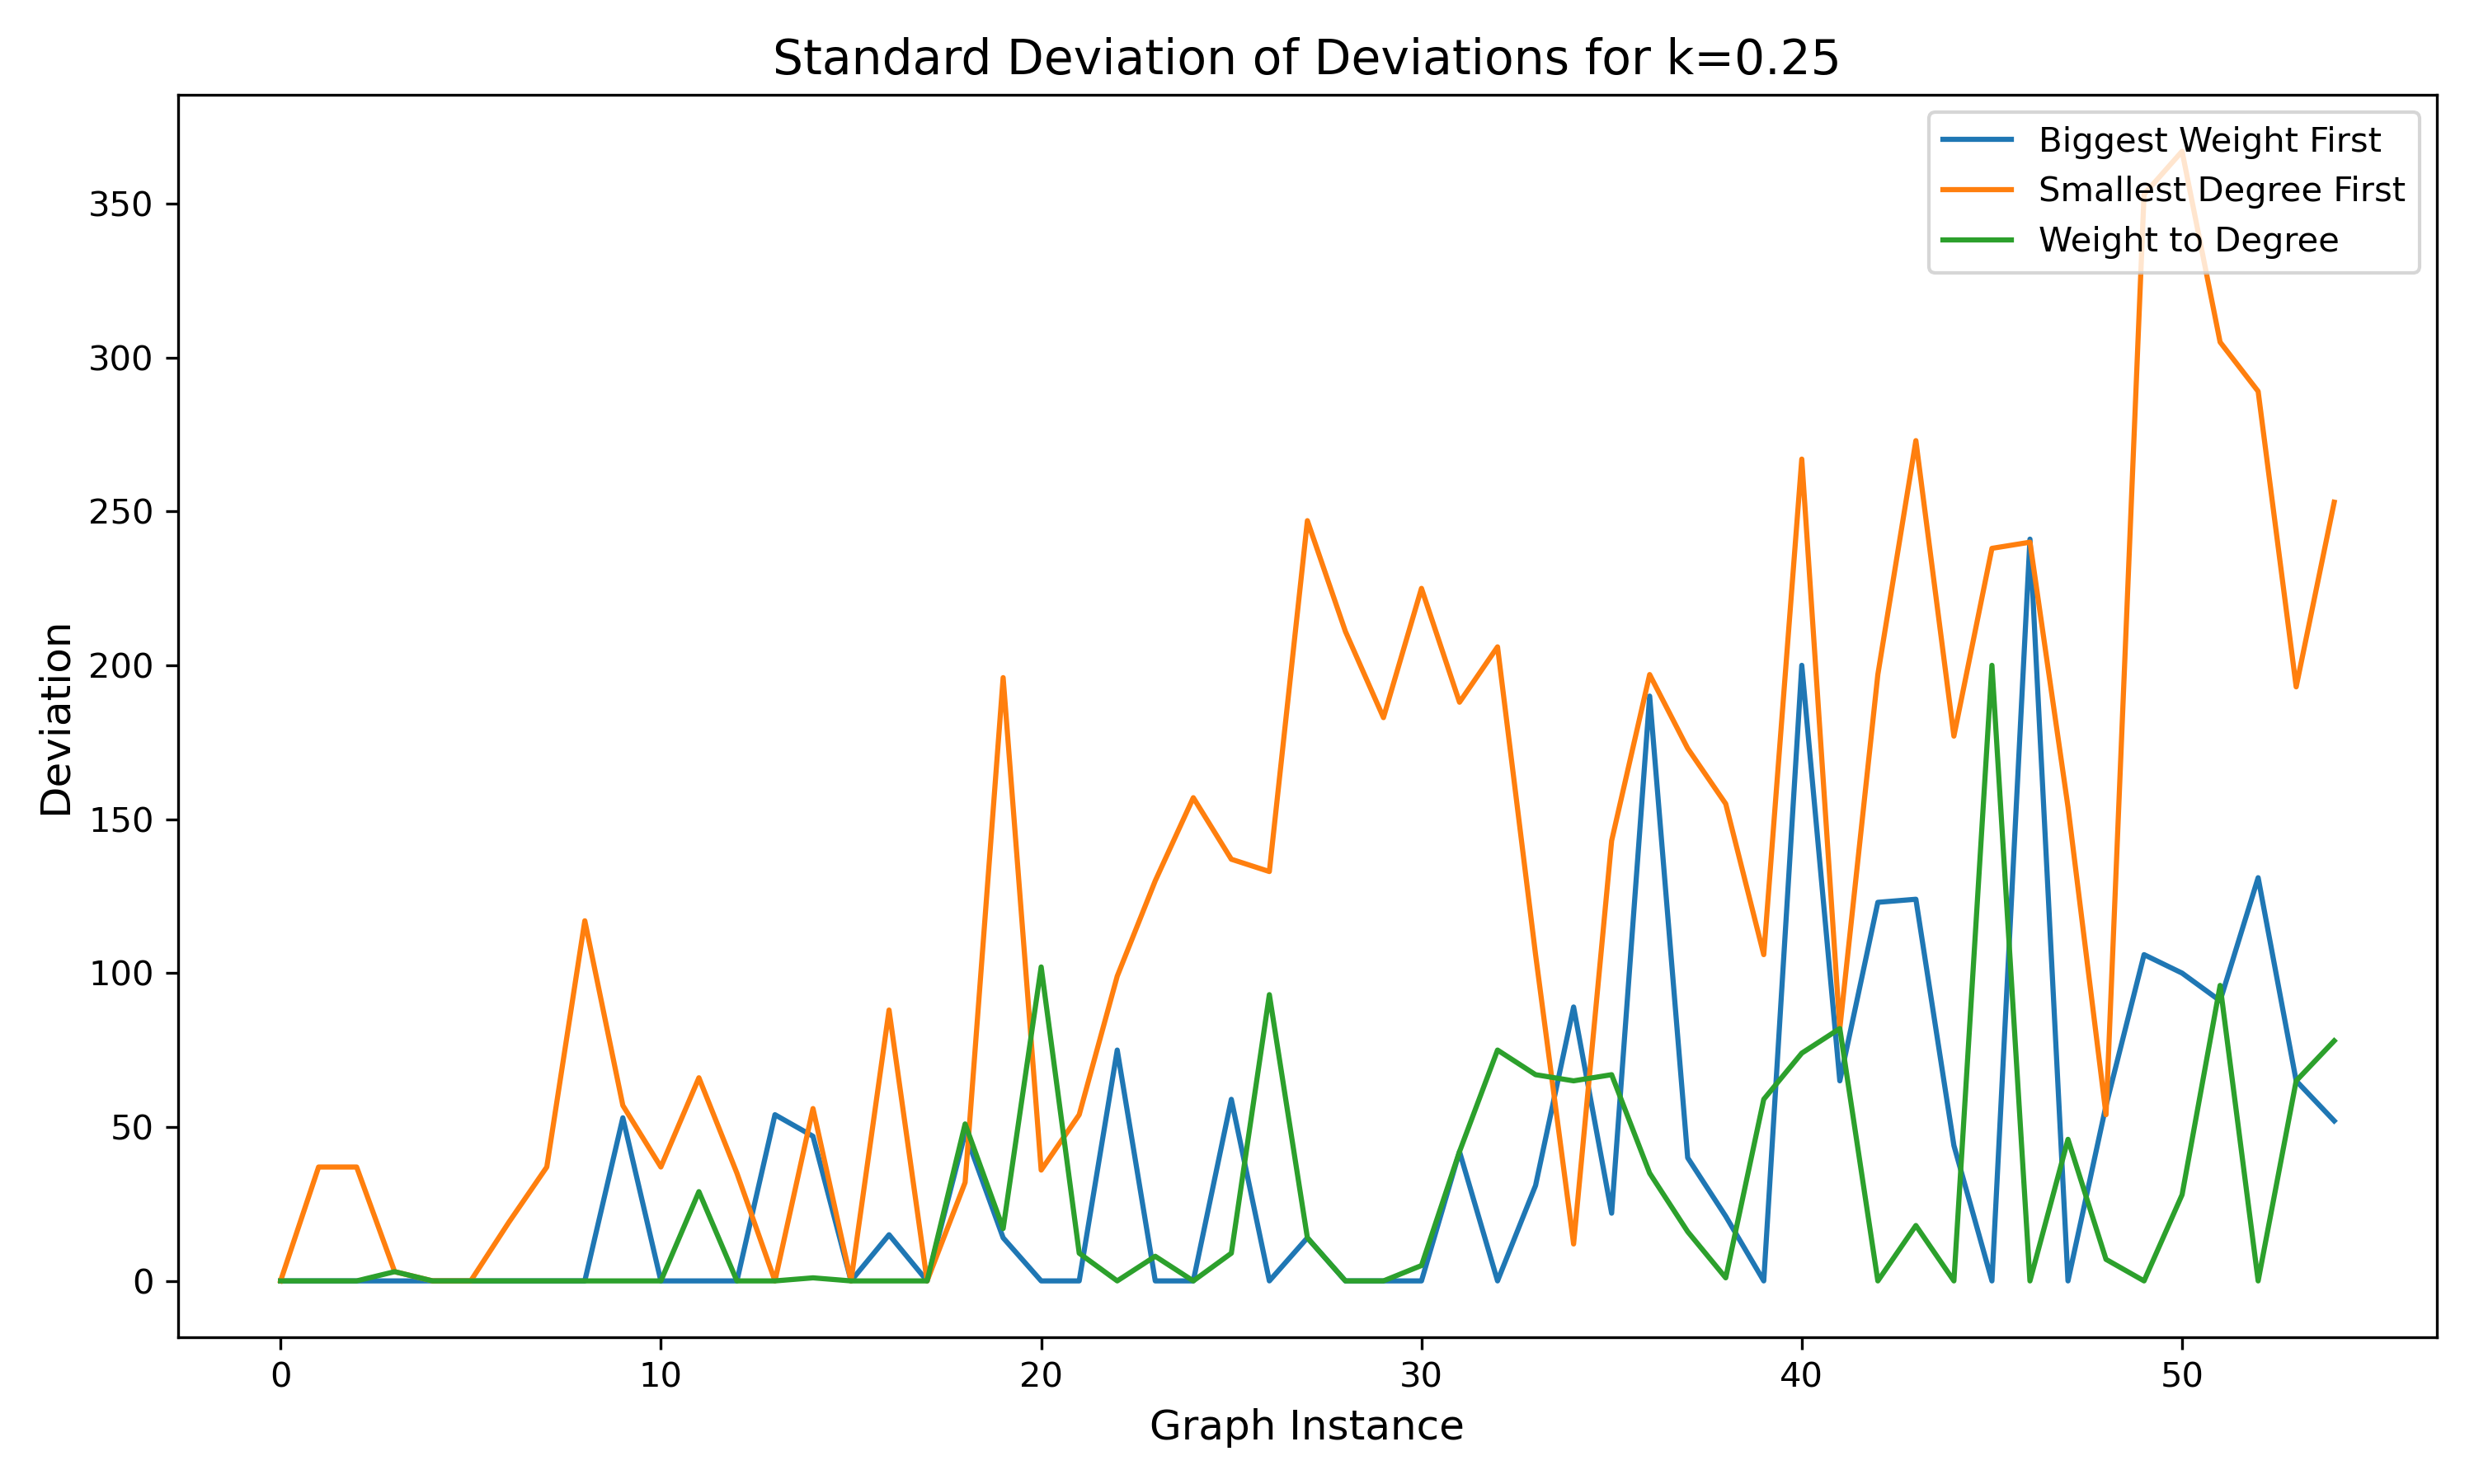 Standard Deviation of Deviations for k=0.25
Biggest Weight First
Smallest Degree First
Weight to Degree
350
300
250
200
150
100
50
0
Deviation
0 10 20 30 40 50
Graph Instance